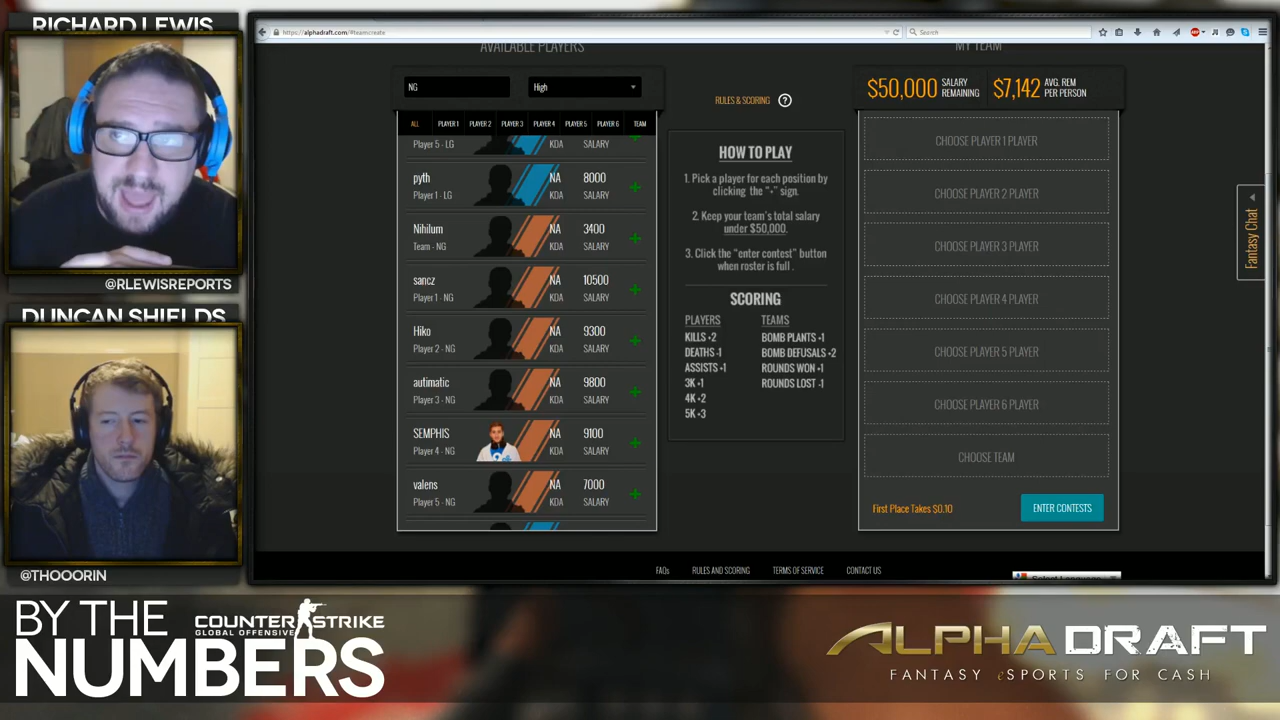 RICHARD LEWIS
@RLEWISREPORTS
DUNCAN SHIELDS
@THOOORIN
https://alphadraft.com/#teamcreate
Search
AVAILABLE PLAYERS
NG
High
ALL PLAYER 1 PLAYER 2 PLAYER 3 PLAYER 4 PLAYER 5 PLAYER 6 TEAM
Player 5 - LG KDA SALARY
pyth NA 8000
Player 1 - LG KDA SALARY
Nihilum NA 3400
Team - NG KDA SALARY
sancz NA 10500
Player 1 - NG KDA SALARY
Hiko NA 9300
Player 2 - NG KDA SALARY
autimatic NA 9800
Player 3 - NG KDA SALARY
SEMPHIS NA 9100
Player 4 - NG KDA SALARY
valens NA 7000
Player 5 - NG KDA SALARY
RULES & SCORING ?
HOW TO PLAY
1. Pick a player for each position by
clicking the "+" sign.
2. Keep your team's total salary
under $50,000.
3. Click the "enter contest" button
when roster is full .
SCORING
PLAYERS
KILLS +2
DEATHS -1
ASSISTS +1
3K +1
4K +2
5K +3
TEAMS
BOMB PLANTS +1
BOMB DEFUSALS +2
ROUNDS WON +1
ROUNDS LOST -1
MY TEAM
$50,000 SALARY REMAINING
$7,142 AVG. REM PER PERSON
CHOOSE PLAYER 1 PLAYER
CHOOSE PLAYER 2 PLAYER
CHOOSE PLAYER 3 PLAYER
CHOOSE PLAYER 4 PLAYER
CHOOSE PLAYER 5 PLAYER
CHOOSE PLAYER 6 PLAYER
CHOOSE TEAM
First Place Takes $0.10
ENTER CONTESTS
Fantasy Chat
FAQs RULES AND SCORING TERMS OF SERVICE CONTACT US
Select Language
BY THE
NUMBERS
COUNTER STRIKE
GLOBAL OFFENSIVE
ALPHADRAFT
FANTASY eSPORTS FOR CASH